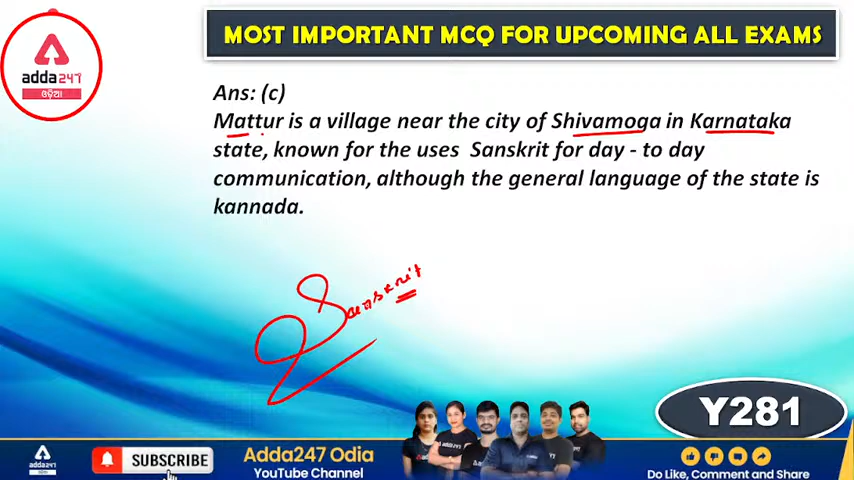 MOST IMPORTANT MCQ FOR UPCOMING ALL EXAMS
adda247
ଓଡ଼ିଆ
Ans: (c)
Mattur is a village near the city of Shivamoga in Karnataka
state, known for the uses Sanskrit for day - to day
communication, although the general language of the state is
kannada.
Sanskrit
Y281
adda247
SUBSCRIBE
Adda247 Odia
YouTube Channel
Do Like, Comment and Share